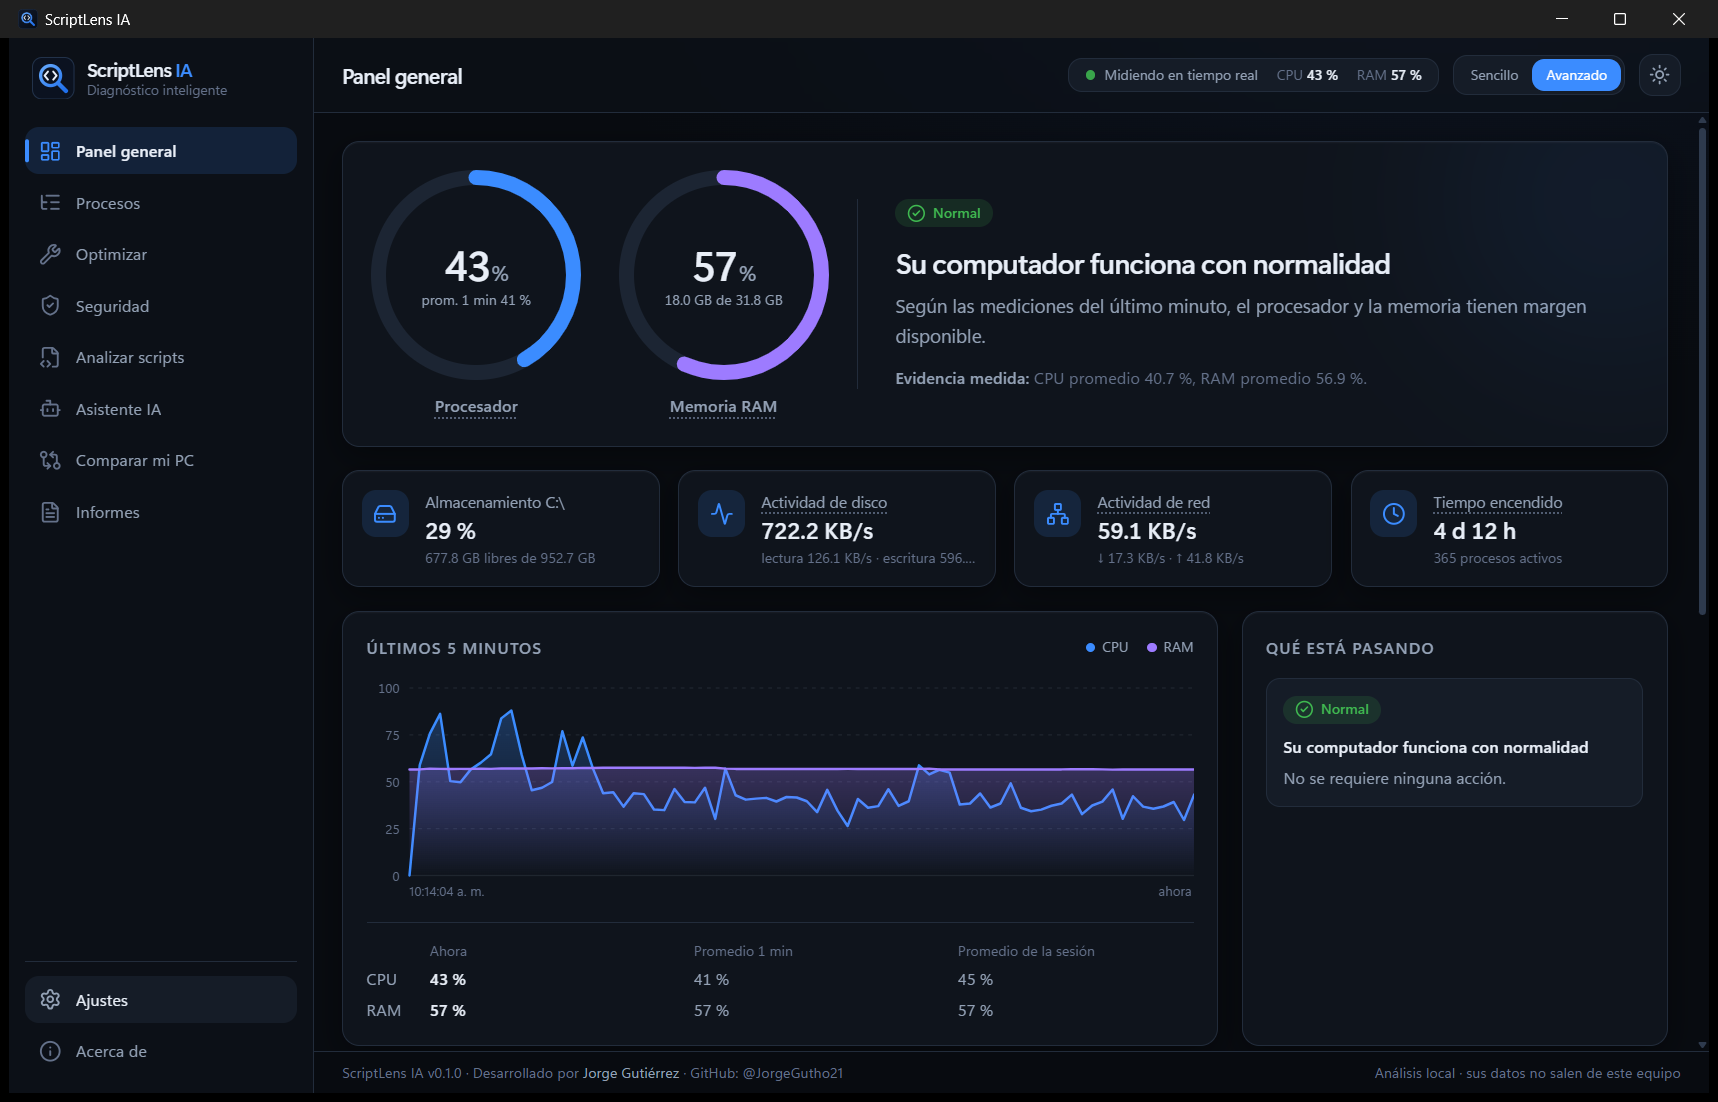 ScriptLens IA
ScriptLens IA
Diagnóstico inteligente
Panel general
Procesos
Optimizar
Seguridad
Analizar scripts
Asistente IA
Comparar mi PC
Informes
Ajustes
Acerca de
Panel general
Midiendo en tiempo real CPU 43 % RAM 57 %
Sencillo Avanzado
43 %
prom. 1 min 41 %
Procesador
57 %
18.0 GB de 31.8 GB
Memoria RAM
Normal
Su computador funciona con normalidad
Según las mediciones del último minuto, el procesador y la memoria tienen margen
disponible.
Evidencia medida: CPU promedio 40.7 %, RAM promedio 56.9 %.
Almacenamiento C:\
29 %
677.8 GB libres de 952.7 GB
Actividad de disco
722.2 KB/s
lectura 126.1 KB/s · escritura 596....
Actividad de red
59.1 KB/s
↓ 17.3 KB/s · ↑ 41.8 KB/s
Tiempo encendido
4 d 12 h
365 procesos activos
ÚLTIMOS 5 MINUTOS
CPU RAM
100
75
50
25
0
10:14:04 a. m. ahora
Ahora Promedio 1 min Promedio de la sesión
CPU 43 % 41 % 45 %
RAM 57 % 57 % 57 %
QUÉ ESTÁ PASANDO
Normal
Su computador funciona con normalidad
No se requiere ninguna acción.
ScriptLens IA v0.1.0 · Desarrollado por Jorge Gutiérrez · GitHub: @JorgeGutho21
Análisis local · sus datos no salen de este equipo